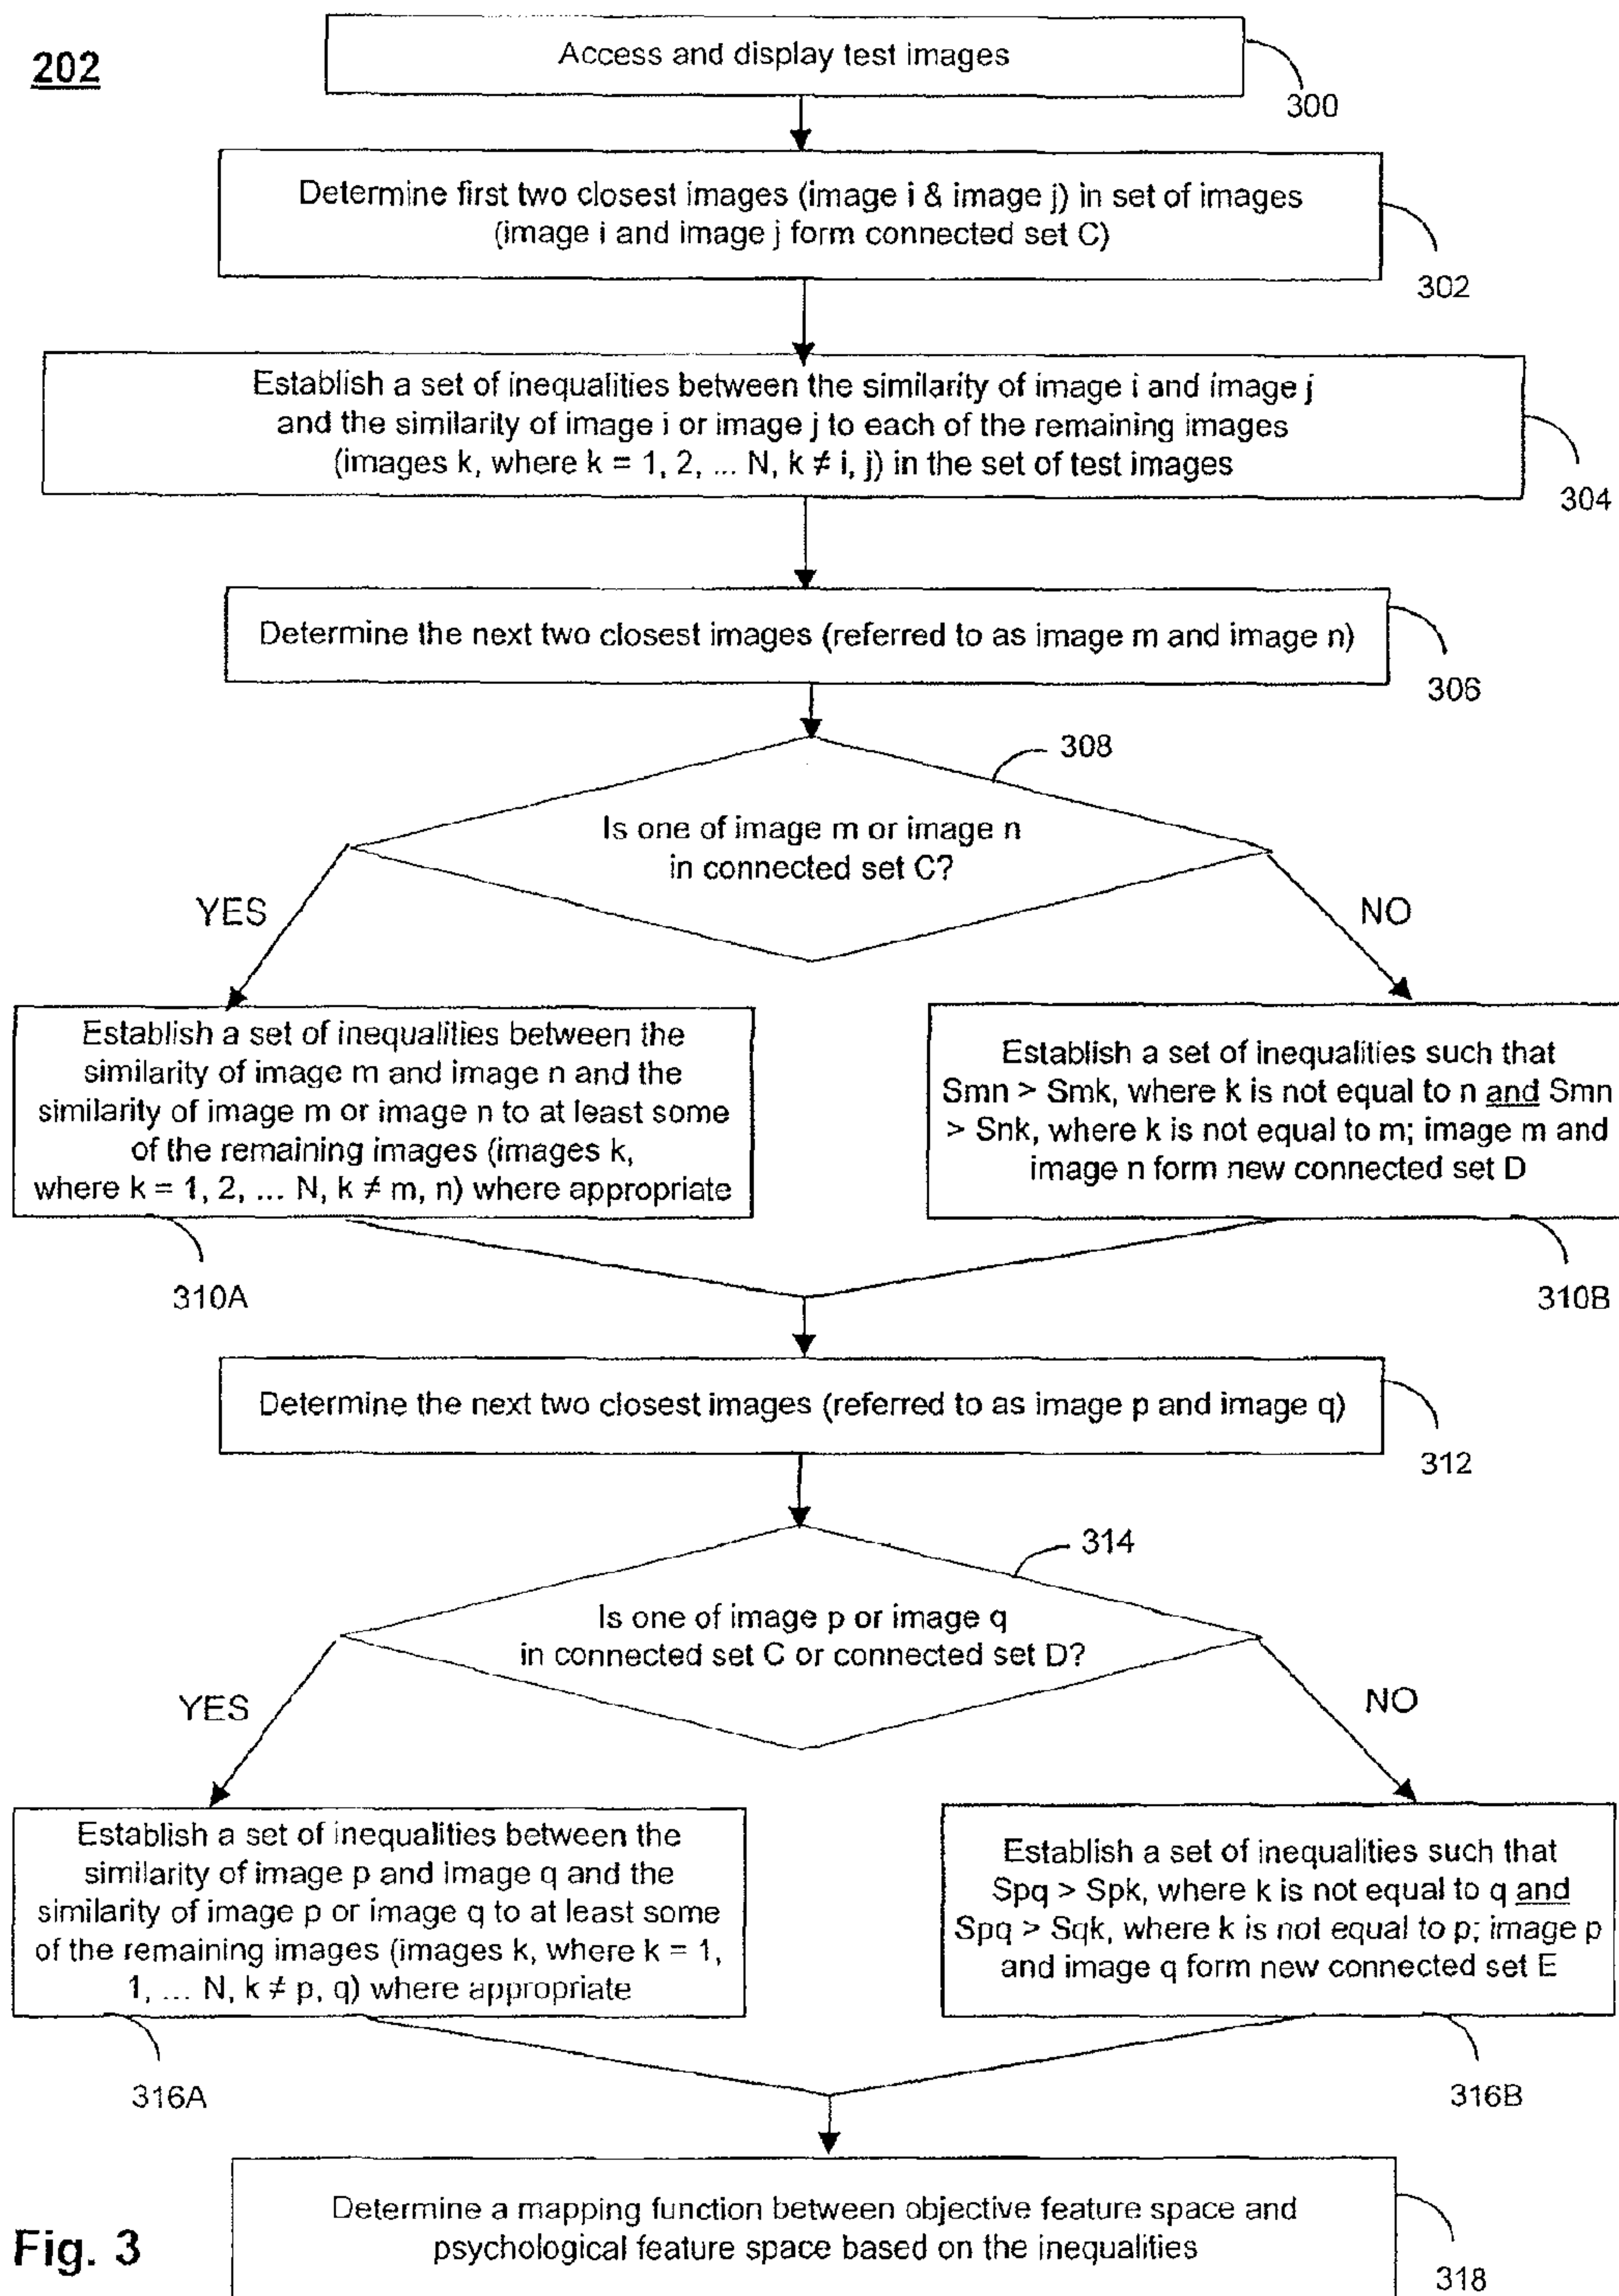 202
Access and display test images
300
Determine first two closest images (image i & image j) in set of images
(image i and image j form connected set C)
302
Establish a set of inequalities between the similarity of image i and image j
and the similarity of image i or image j to each of the remaining images
(images k, where k = 1, 2, ... N, k ≠ i, j) in the set of test images
304
Determine the next two closest images (referred to as image m and image n)
306
308
Is one of image m or image n
in connected set C?
YES
NO
Establish a set of inequalities between the
similarity of image m and image n and the
similarity of image m or image n to at least some
of the remaining images (images k,
where k = 1, 2, ... N, k ≠ m, n) where appropriate
310A
Establish a set of inequalities such that
Smn > Smk, where k is not equal to n and Smn
> Snk, where k is not equal to m; image m and
image n form new connected set D
310B
Determine the next two closest images (referred to as image p and image q)
312
314
Is one of image p or image q
in connected set C or connected set D?
YES
NO
Establish a set of inequalities between the
similarity of image p and image q and the
similarity of image p or image q to at least some
of the remaining images (images k, where k = 1,
1, ... N, k ≠ p, q) where appropriate
316A
Establish a set of inequalities such that
Spq > Spk, where k is not equal to q and
Spq > Sqk, where k is not equal to p; image p
and image q form new connected set E
316B
Determine a mapping function between objective feature space and
psychological feature space based on the inequalities
318
Fig. 3